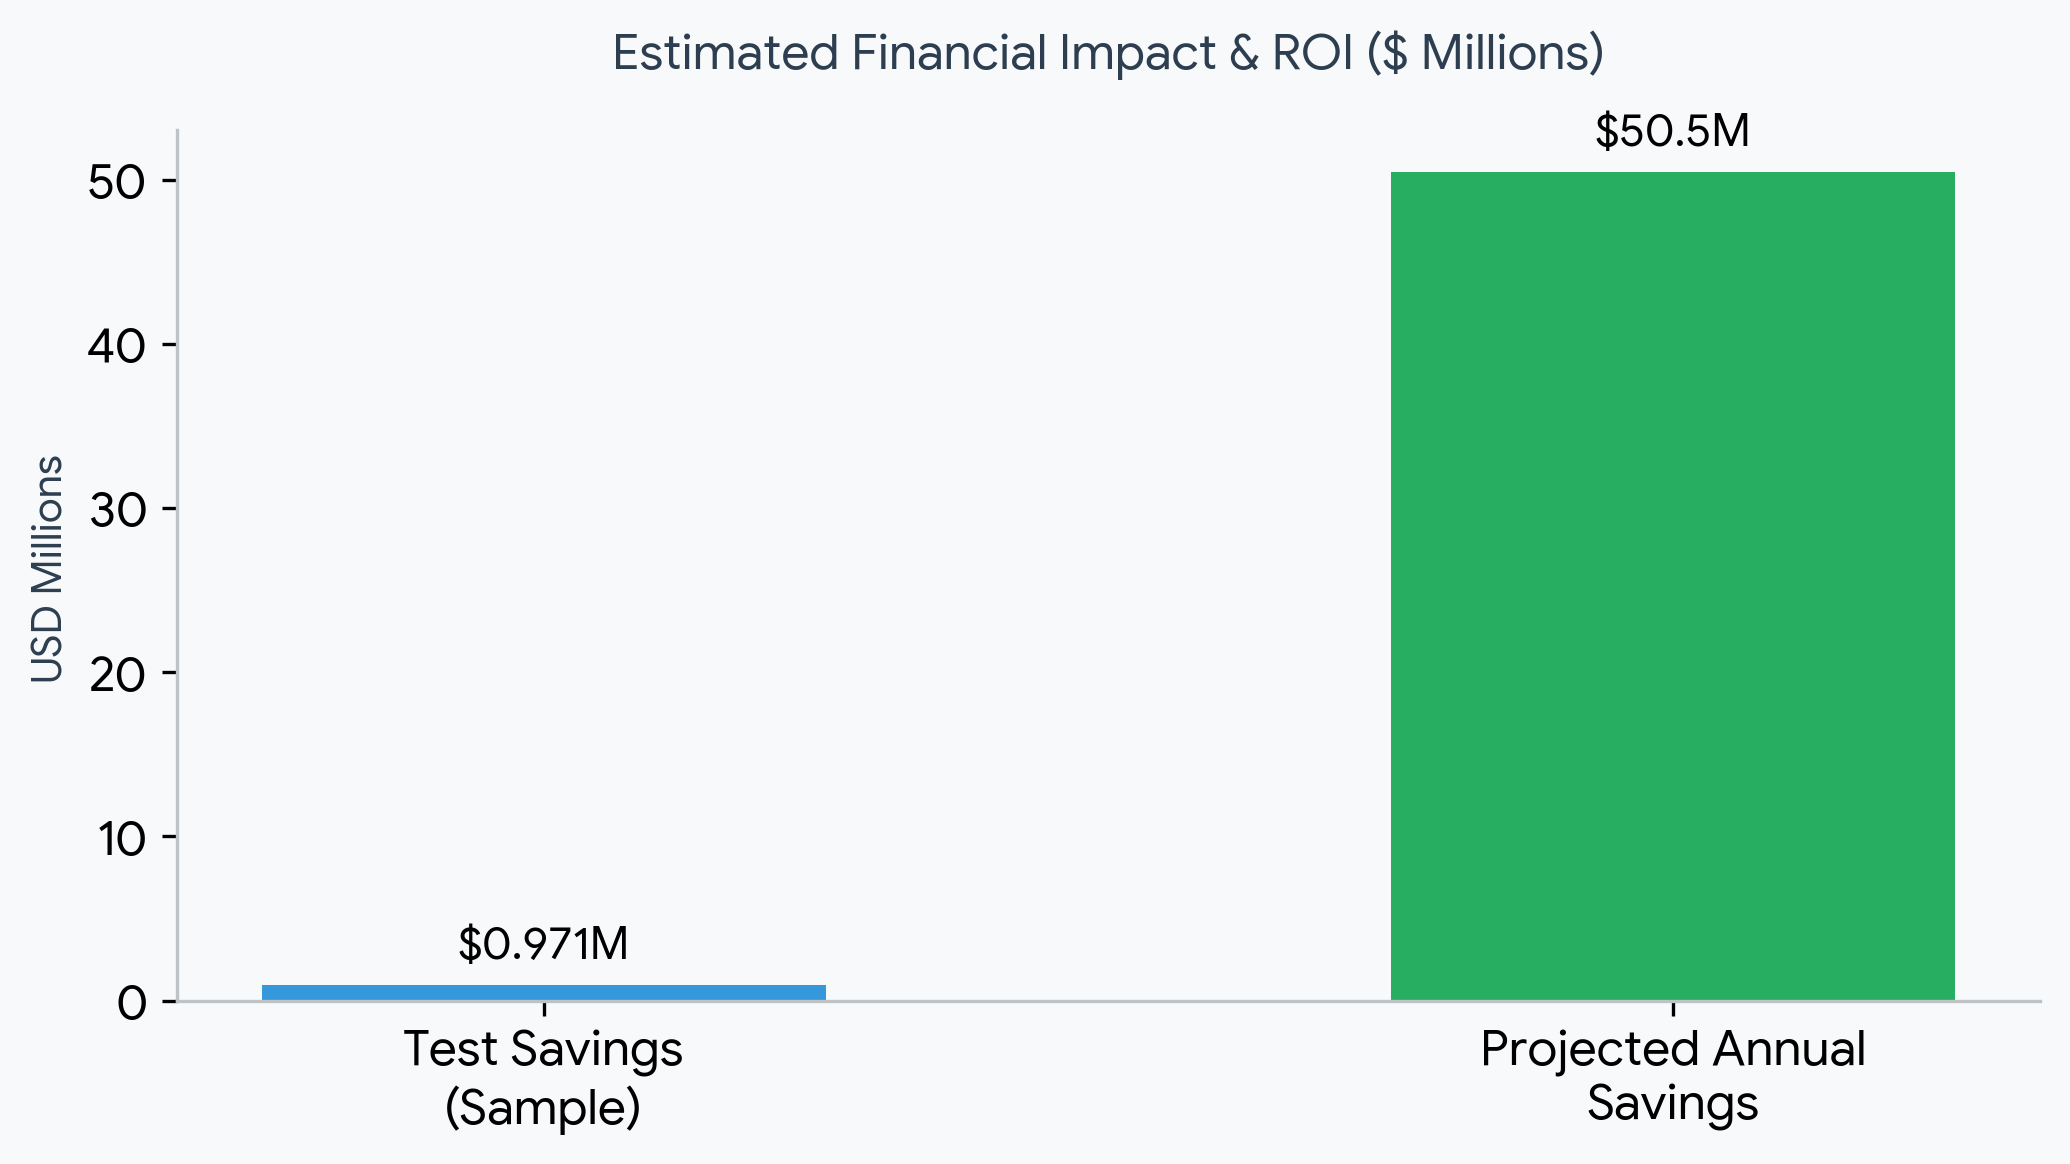 Estimated Financial Impact & ROI ($ Millions)
$50.5M
50
40
30
20
10
0
USD Millions
$0.971M
Test Savings
(Sample)
Projected Annual
Savings